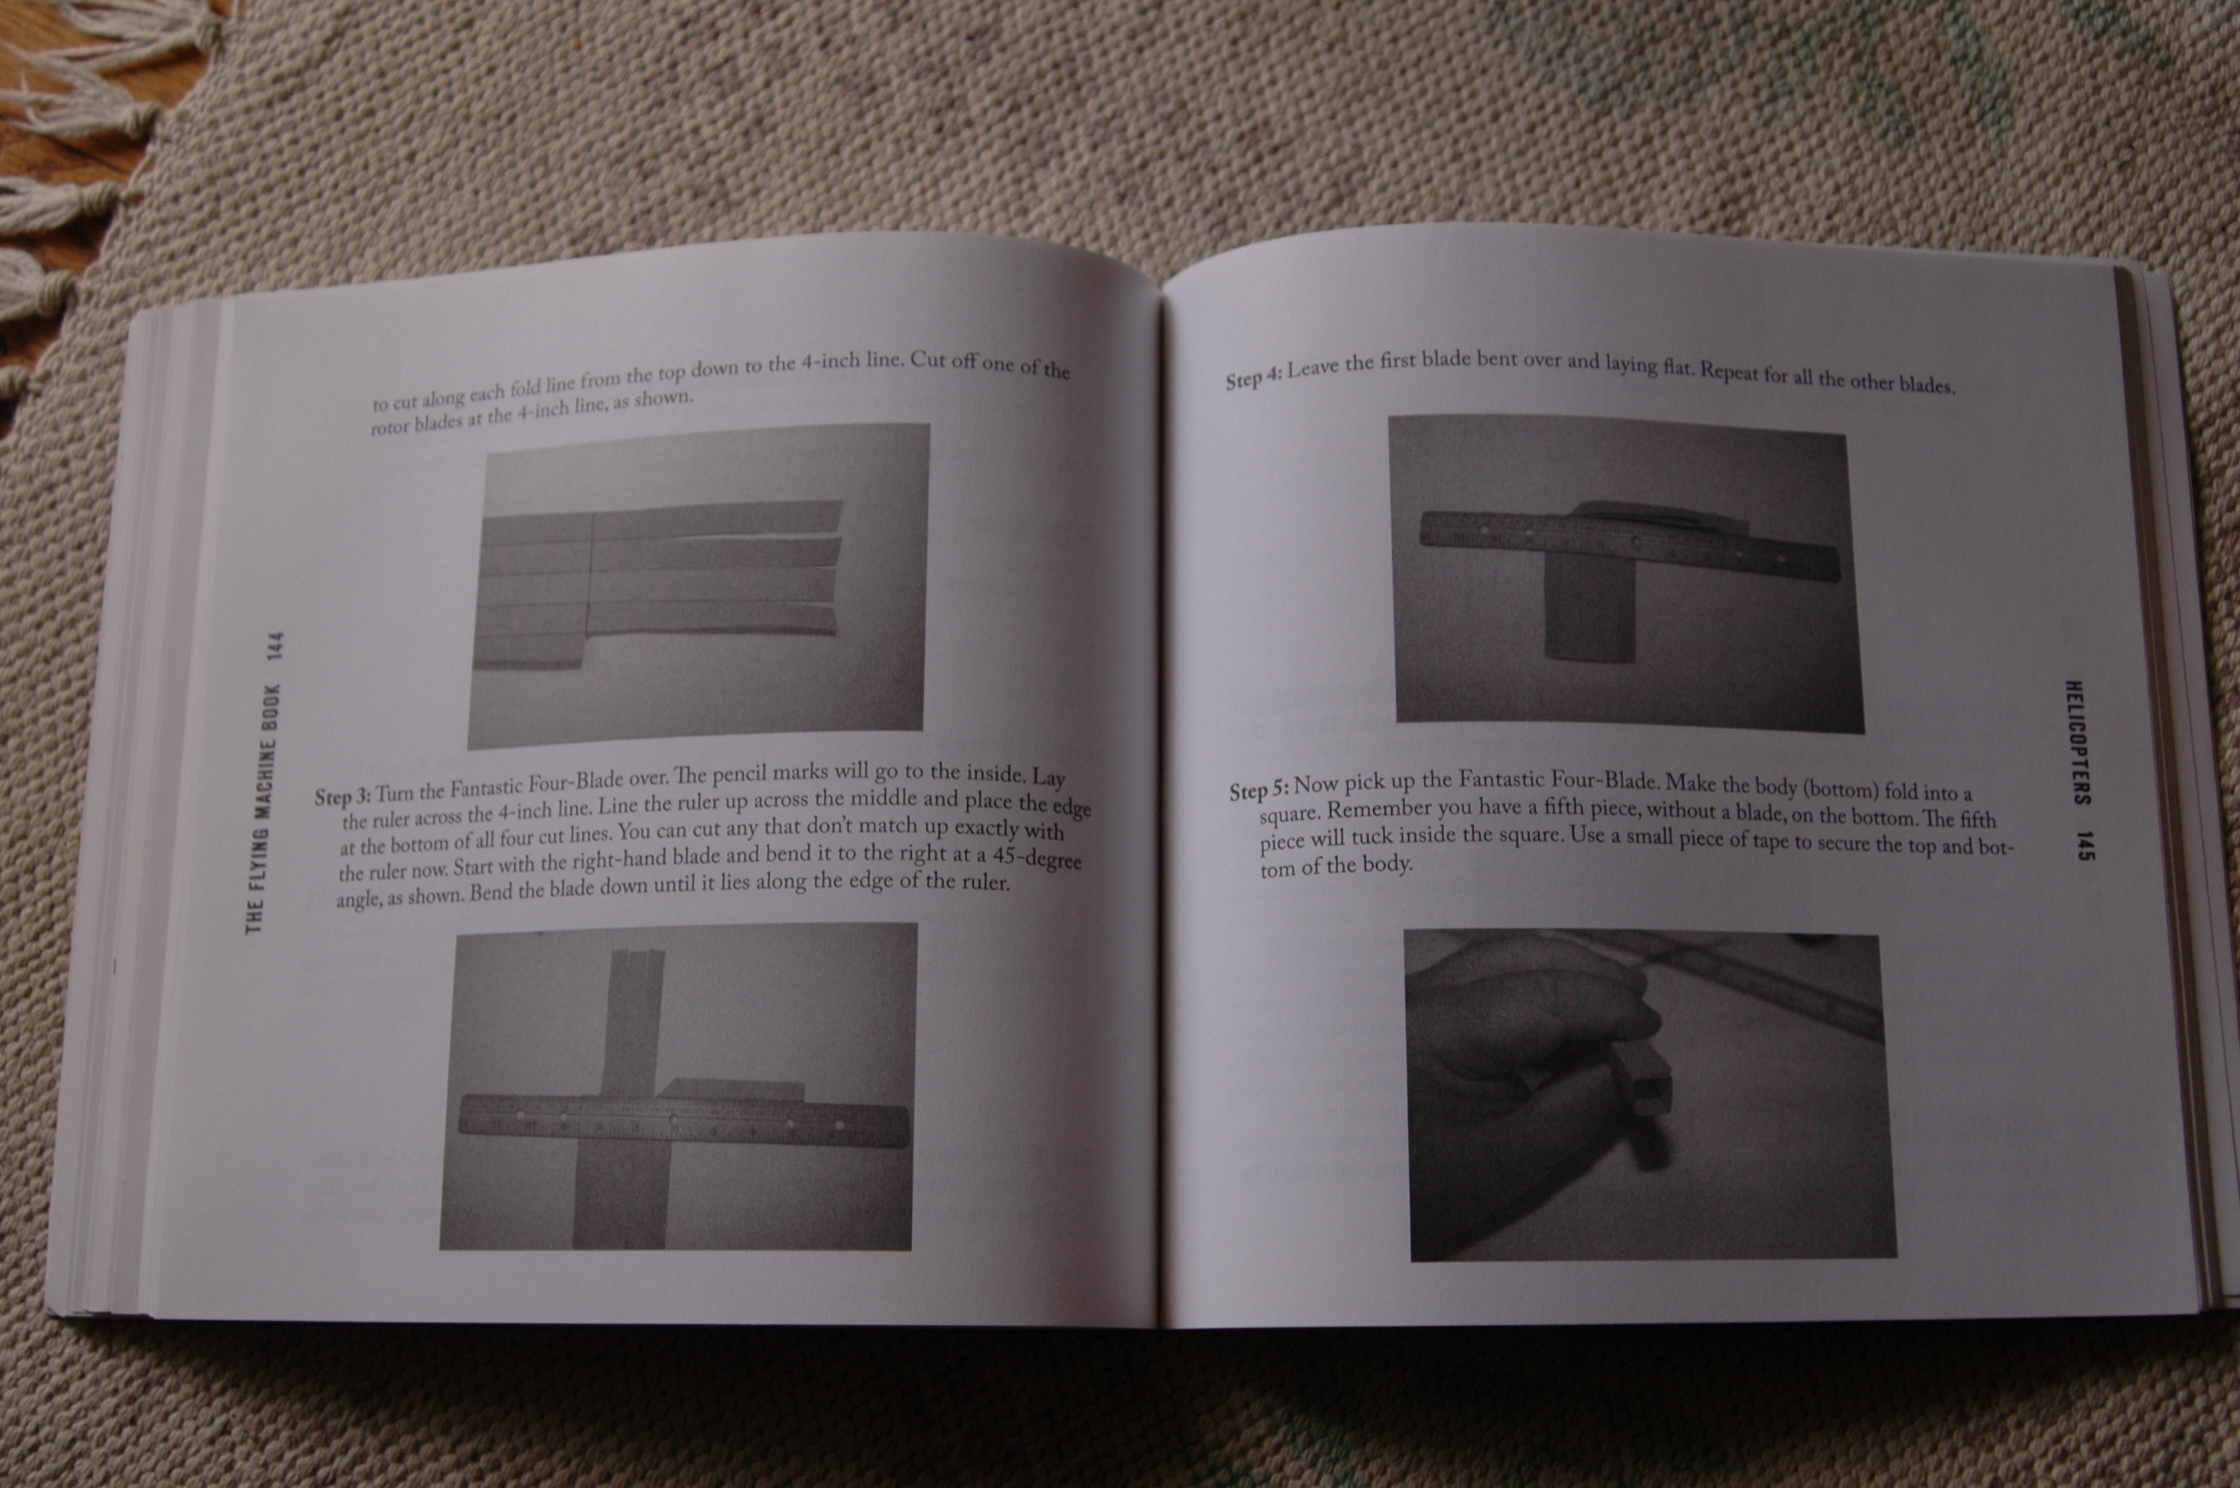 to cut along each fold line from the top down to the 4-inch line. Cut off one of the
rotor blades at the 4-inch line, as shown.
Step 3: Turn the Fantastic Four-Blade over. The pencil marks will go to the inside. Lay
the ruler across the 4-inch line. Line the ruler up across the middle and place the edge
at the bottom of all four cut lines. You can cut any that don't match up exactly with
the ruler now. Start with the right-hand blade and bend it to the right at a 45-degree
angle, as shown. Bend the blade down until it lies along the edge of the ruler.
THE FLYING MACHINE BOOK 144
Step 4: Leave the first blade bent over and laying flat. Repeat for all the other blades.
Step 5: Now pick up the Fantastic Four-Blade. Make the body (bottom) fold into a
square. Remember you have a fifth piece, without a blade, on the bottom. The fifth
piece will tuck inside the square. Use a small piece of tape to secure the top and bot-
tom of the body.
HELICOPTERS 145